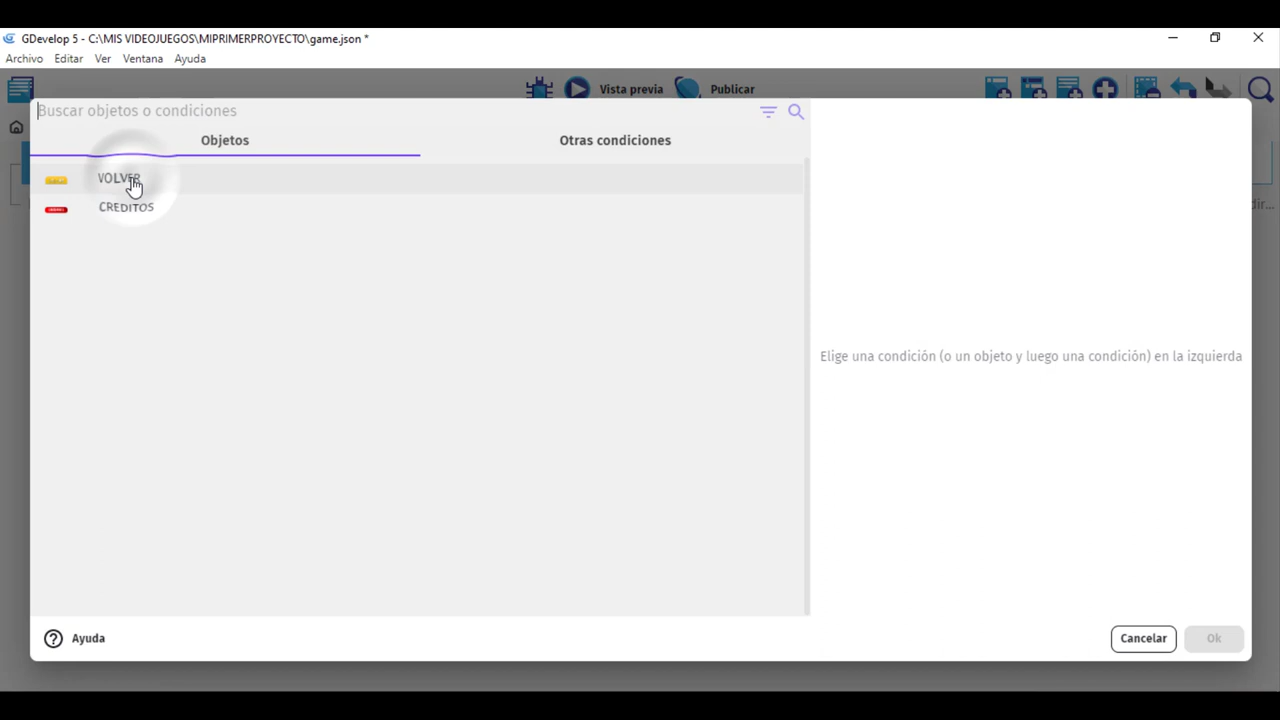 GDevelop 5 - C:\MIS VIDEOJUEGOS\MIPRIMERPROYECTO\game.json *
Archivo Editar Ver Ventana Ayuda
Vista previa Publicar
Buscar objetos o condiciones
Objetos Otras condiciones
VOLVER
CREDITOS
dir...
Elige una condición (o un objeto y luego una condición) en la izquierda
Ayuda
Cancelar Ok